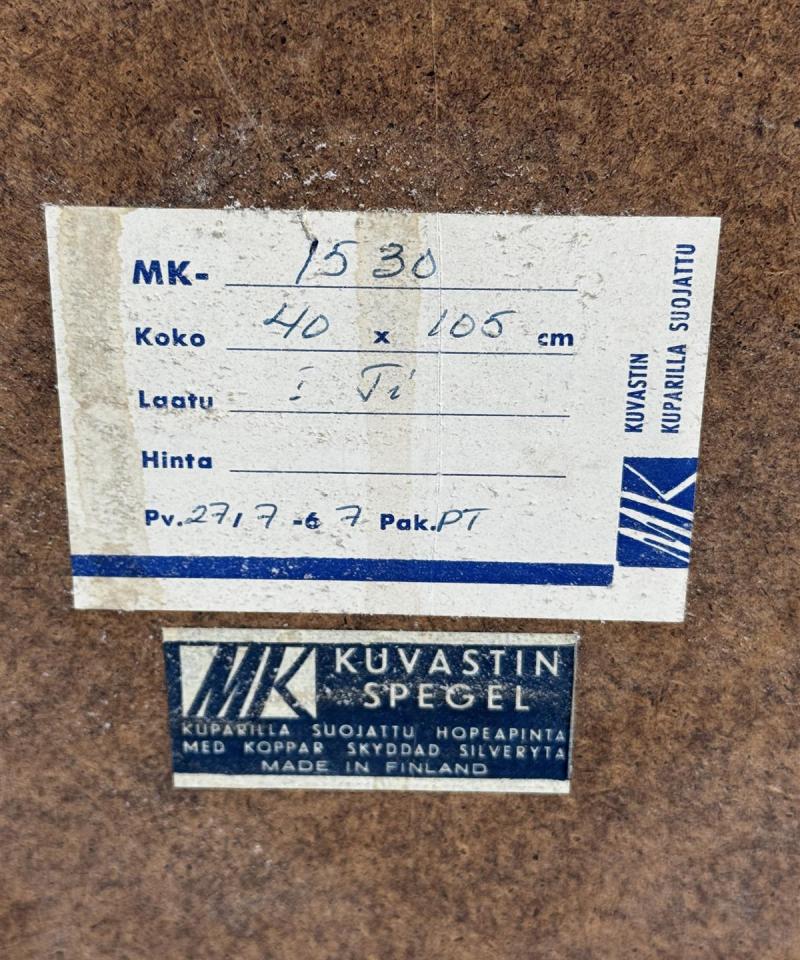 MK- 1530
Koko 40 x 105 cm
Laatu I Ti
Hinta
Pv. 27/7 -67 Pak. PT
KUVASTIN
KUPARILLA SUOJATTU
MK
MK KUVASTIN
SPEGEL
KUPARILLA SUOJATTU HOPEAPINTA
MED KOPPAR SKYDDAD SILVERYTA
MADE IN FINLAND